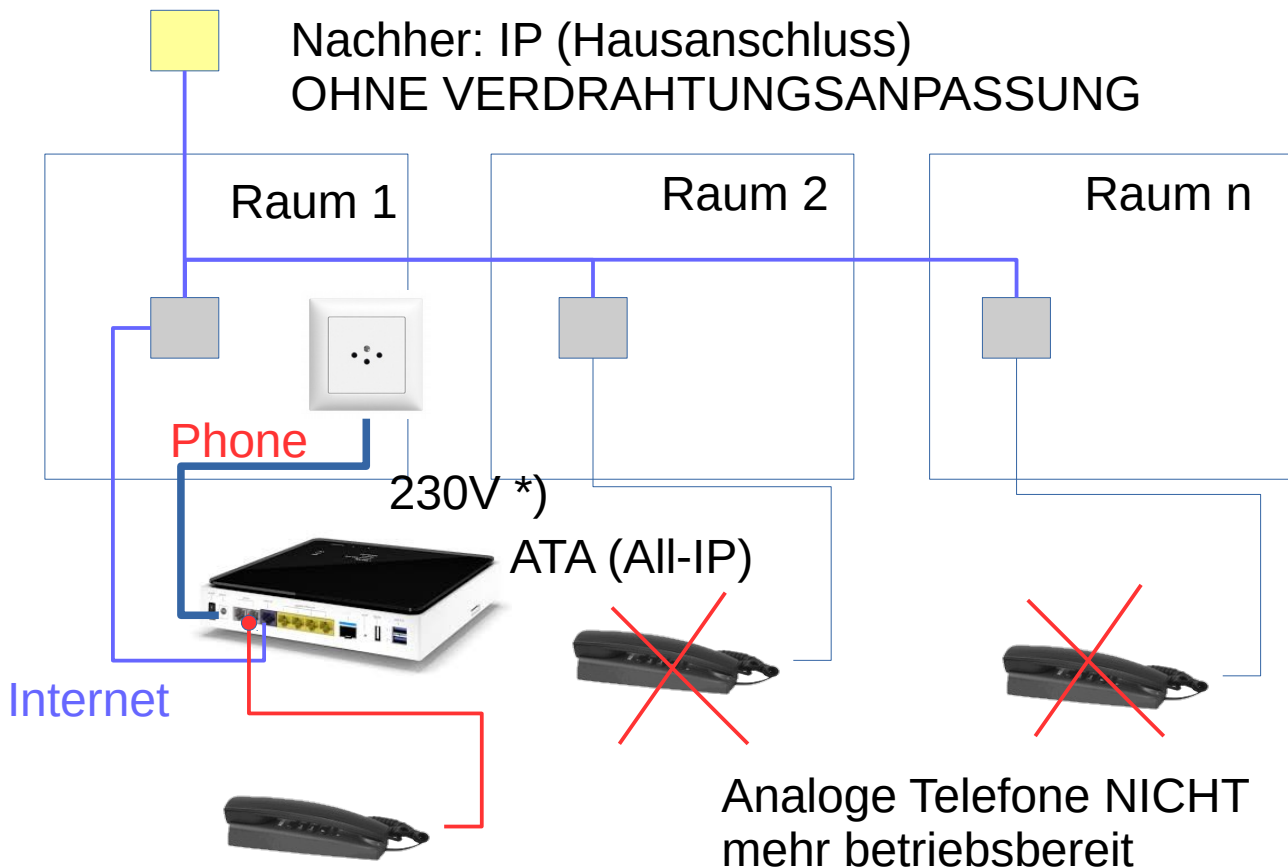 Nachher: IP (Hausanschluss)
OHNE VERDRAHTUNGSANPASSUNG
Raum 1
Raum 2
Raum n
Phone
230V *)
ATA (All-IP)
Internet
Analoge Telefone NICHT
mehr betriebsbereit